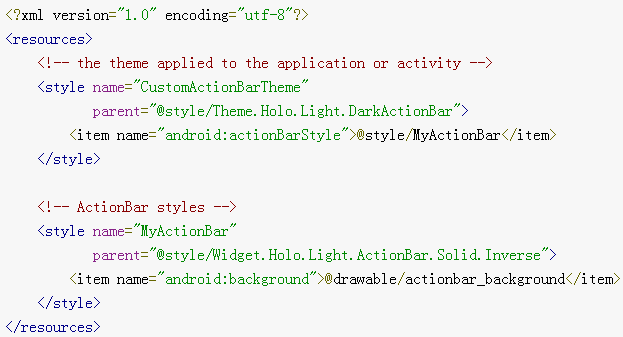 <?xml version="1.0" encoding="utf-8"?>
<resources>
    <!-- the theme applied to the application or activity -->
    <style name="CustomActionBarTheme"
           parent="@style/Theme.Holo.Light.DarkActionBar">
        <item name="android:actionBarStyle">@style/MyActionBar</item>
    </style>

    <!-- ActionBar styles -->
    <style name="MyActionBar"
           parent="@style/Widget.Holo.Light.ActionBar.Solid.Inverse">
        <item name="android:background">@drawable/actionbar_background</item>
    </style>
</resources>